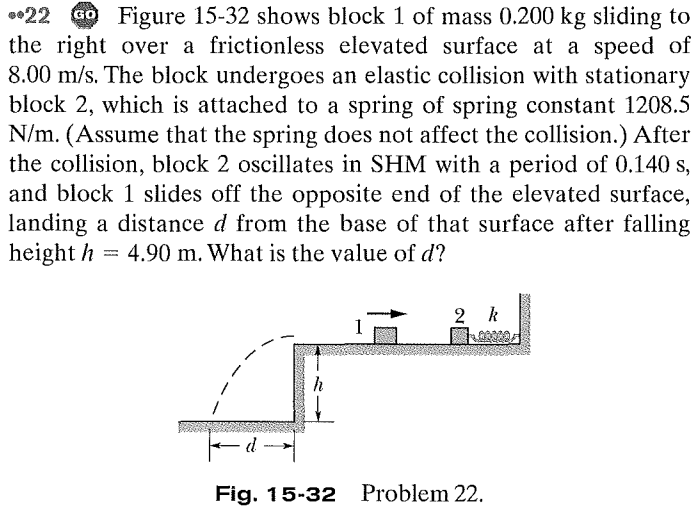 ••22 GO Figure 15-32 shows block 1 of mass 0.200 kg sliding to
the right over a frictionless elevated surface at a speed of
8.00 m/s. The block undergoes an elastic collision with stationary
block 2, which is attached to a spring of spring constant 1208.5
N/m. (Assume that the spring does not affect the collision.) After
the collision, block 2 oscillates in SHM with a period of 0.140 s,
and block 1 slides off the opposite end of the elevated surface,
landing a distance d from the base of that surface after falling
height h = 4.90 m. What is the value of d?
1 2 k
h
d
Fig. 15-32 Problem 22.